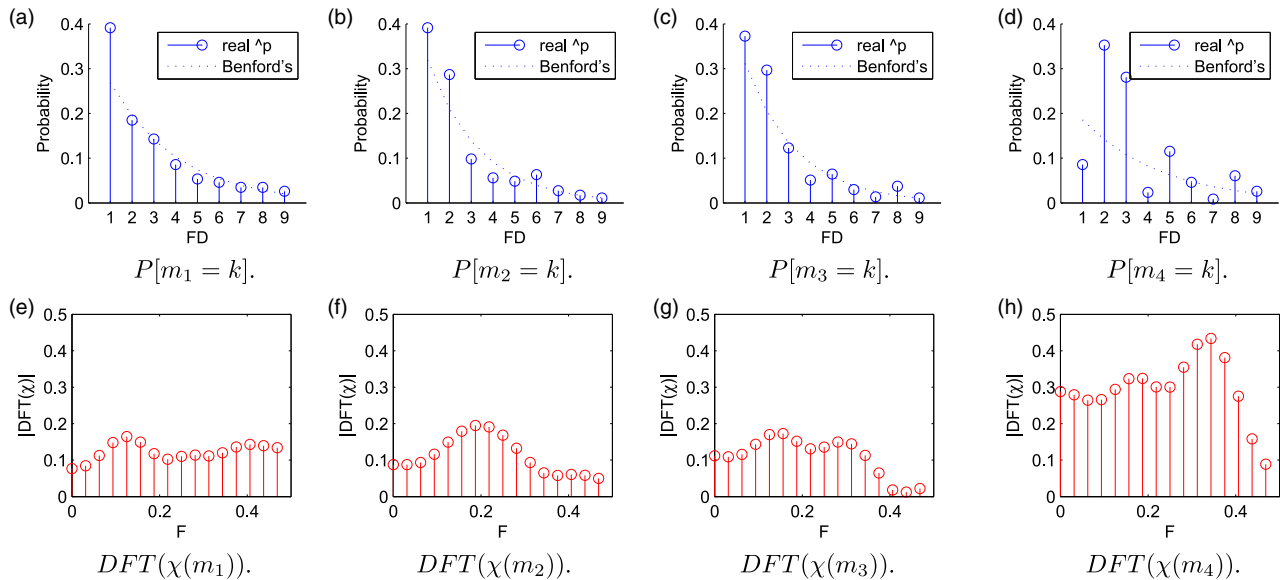 (a)
0.4
0.3
0.2
0.1
0
Probability
real ^p
Benford's
1 2 3 4 5 6 7 8 9
FD
P[m₁ = k].
(b)
0.4
0.3
0.2
0.1
0
Probability
real ^p
Benford's
1 2 3 4 5 6 7 8 9
FD
P[m₂ = k].
(c)
0.4
0.3
0.2
0.1
0
Probability
real ^p
Benford's
1 2 3 4 5 6 7 8 9
FD
P[m₃ = k].
(d)
0.4
0.3
0.2
0.1
0
Probability
real ^p
Benford's
1 2 3 4 5 6 7 8 9
FD
P[m₄ = k].
(e)
0.5
0.4
0.3
0.2
0.1
0
|DFT(χ)|
0 0.2 0.4
F
DFT(χ(m₁)).
(f)
0.5
0.4
0.3
0.2
0.1
0
|DFT(χ)|
0 0.2 0.4
F
DFT(χ(m₂)).
(g)
0.5
0.4
0.3
0.2
0.1
0
|DFT(χ)|
0 0.2 0.4
F
DFT(χ(m₃)).
(h)
0.5
0.4
0.3
0.2
0.1
0
|DFT(χ)|
0 0.2 0.4
F
DFT(χ(m₄)).